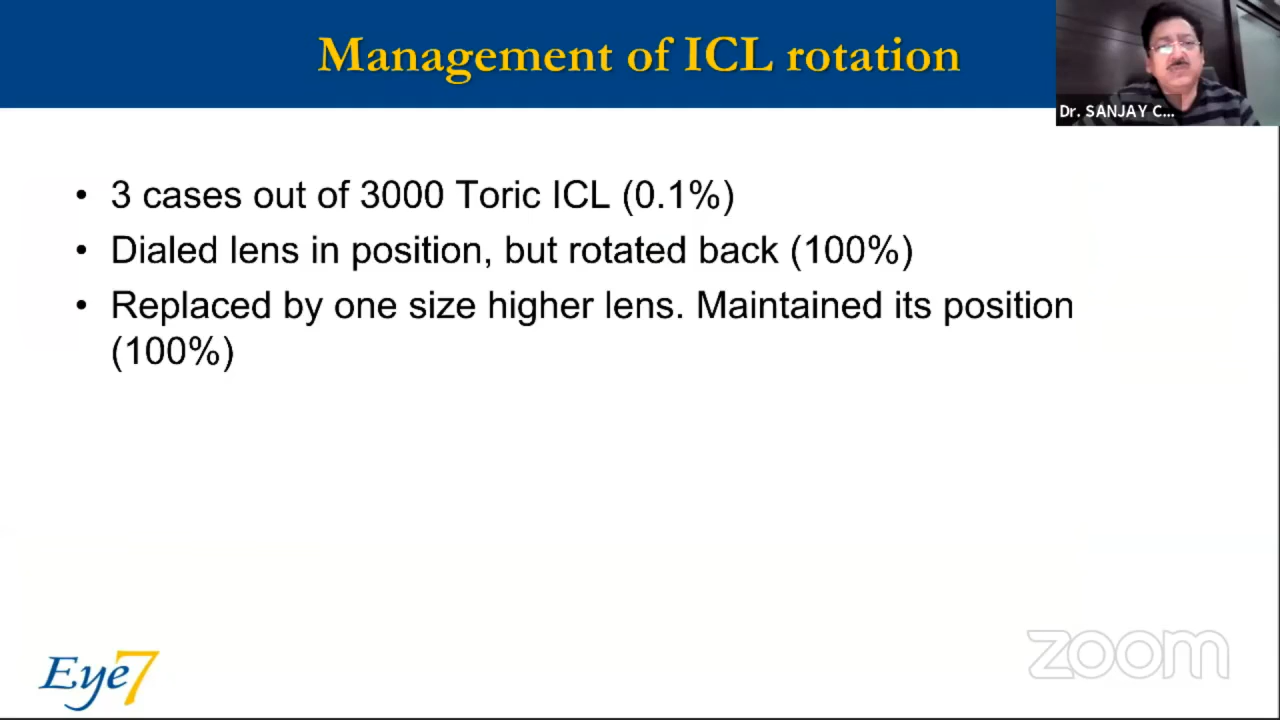 Management of ICL rotation
Dr. SANJAY C...
• 3 cases out of 3000 Toric ICL (0.1%)
• Dialed lens in position, but rotated back (100%)
• Replaced by one size higher lens. Maintained its position
(100%)
Eye7
zoom